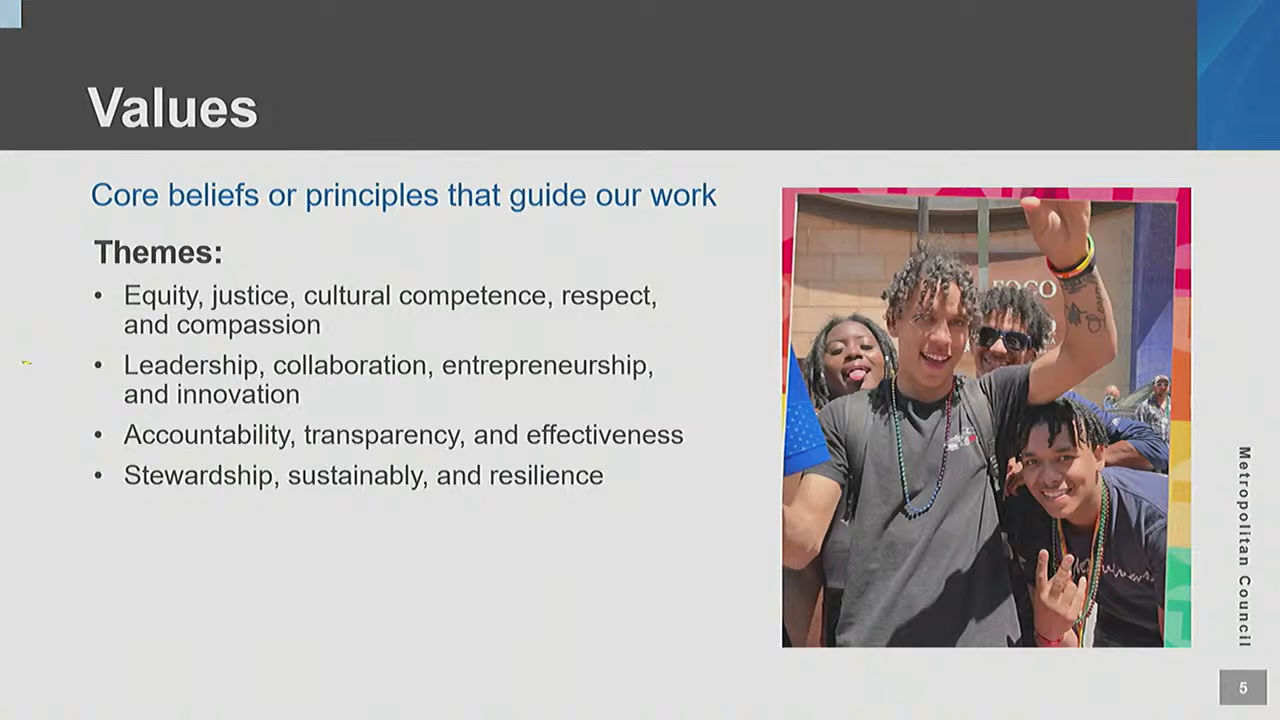 Values
Core beliefs or principles that guide our work
Themes:
• Equity, justice, cultural competence, respect,
and compassion
• Leadership, collaboration, entrepreneurship,
and innovation
• Accountability, transparency, and effectiveness
• Stewardship, sustainably, and resilience
FOGO
Metropolitan Council
5